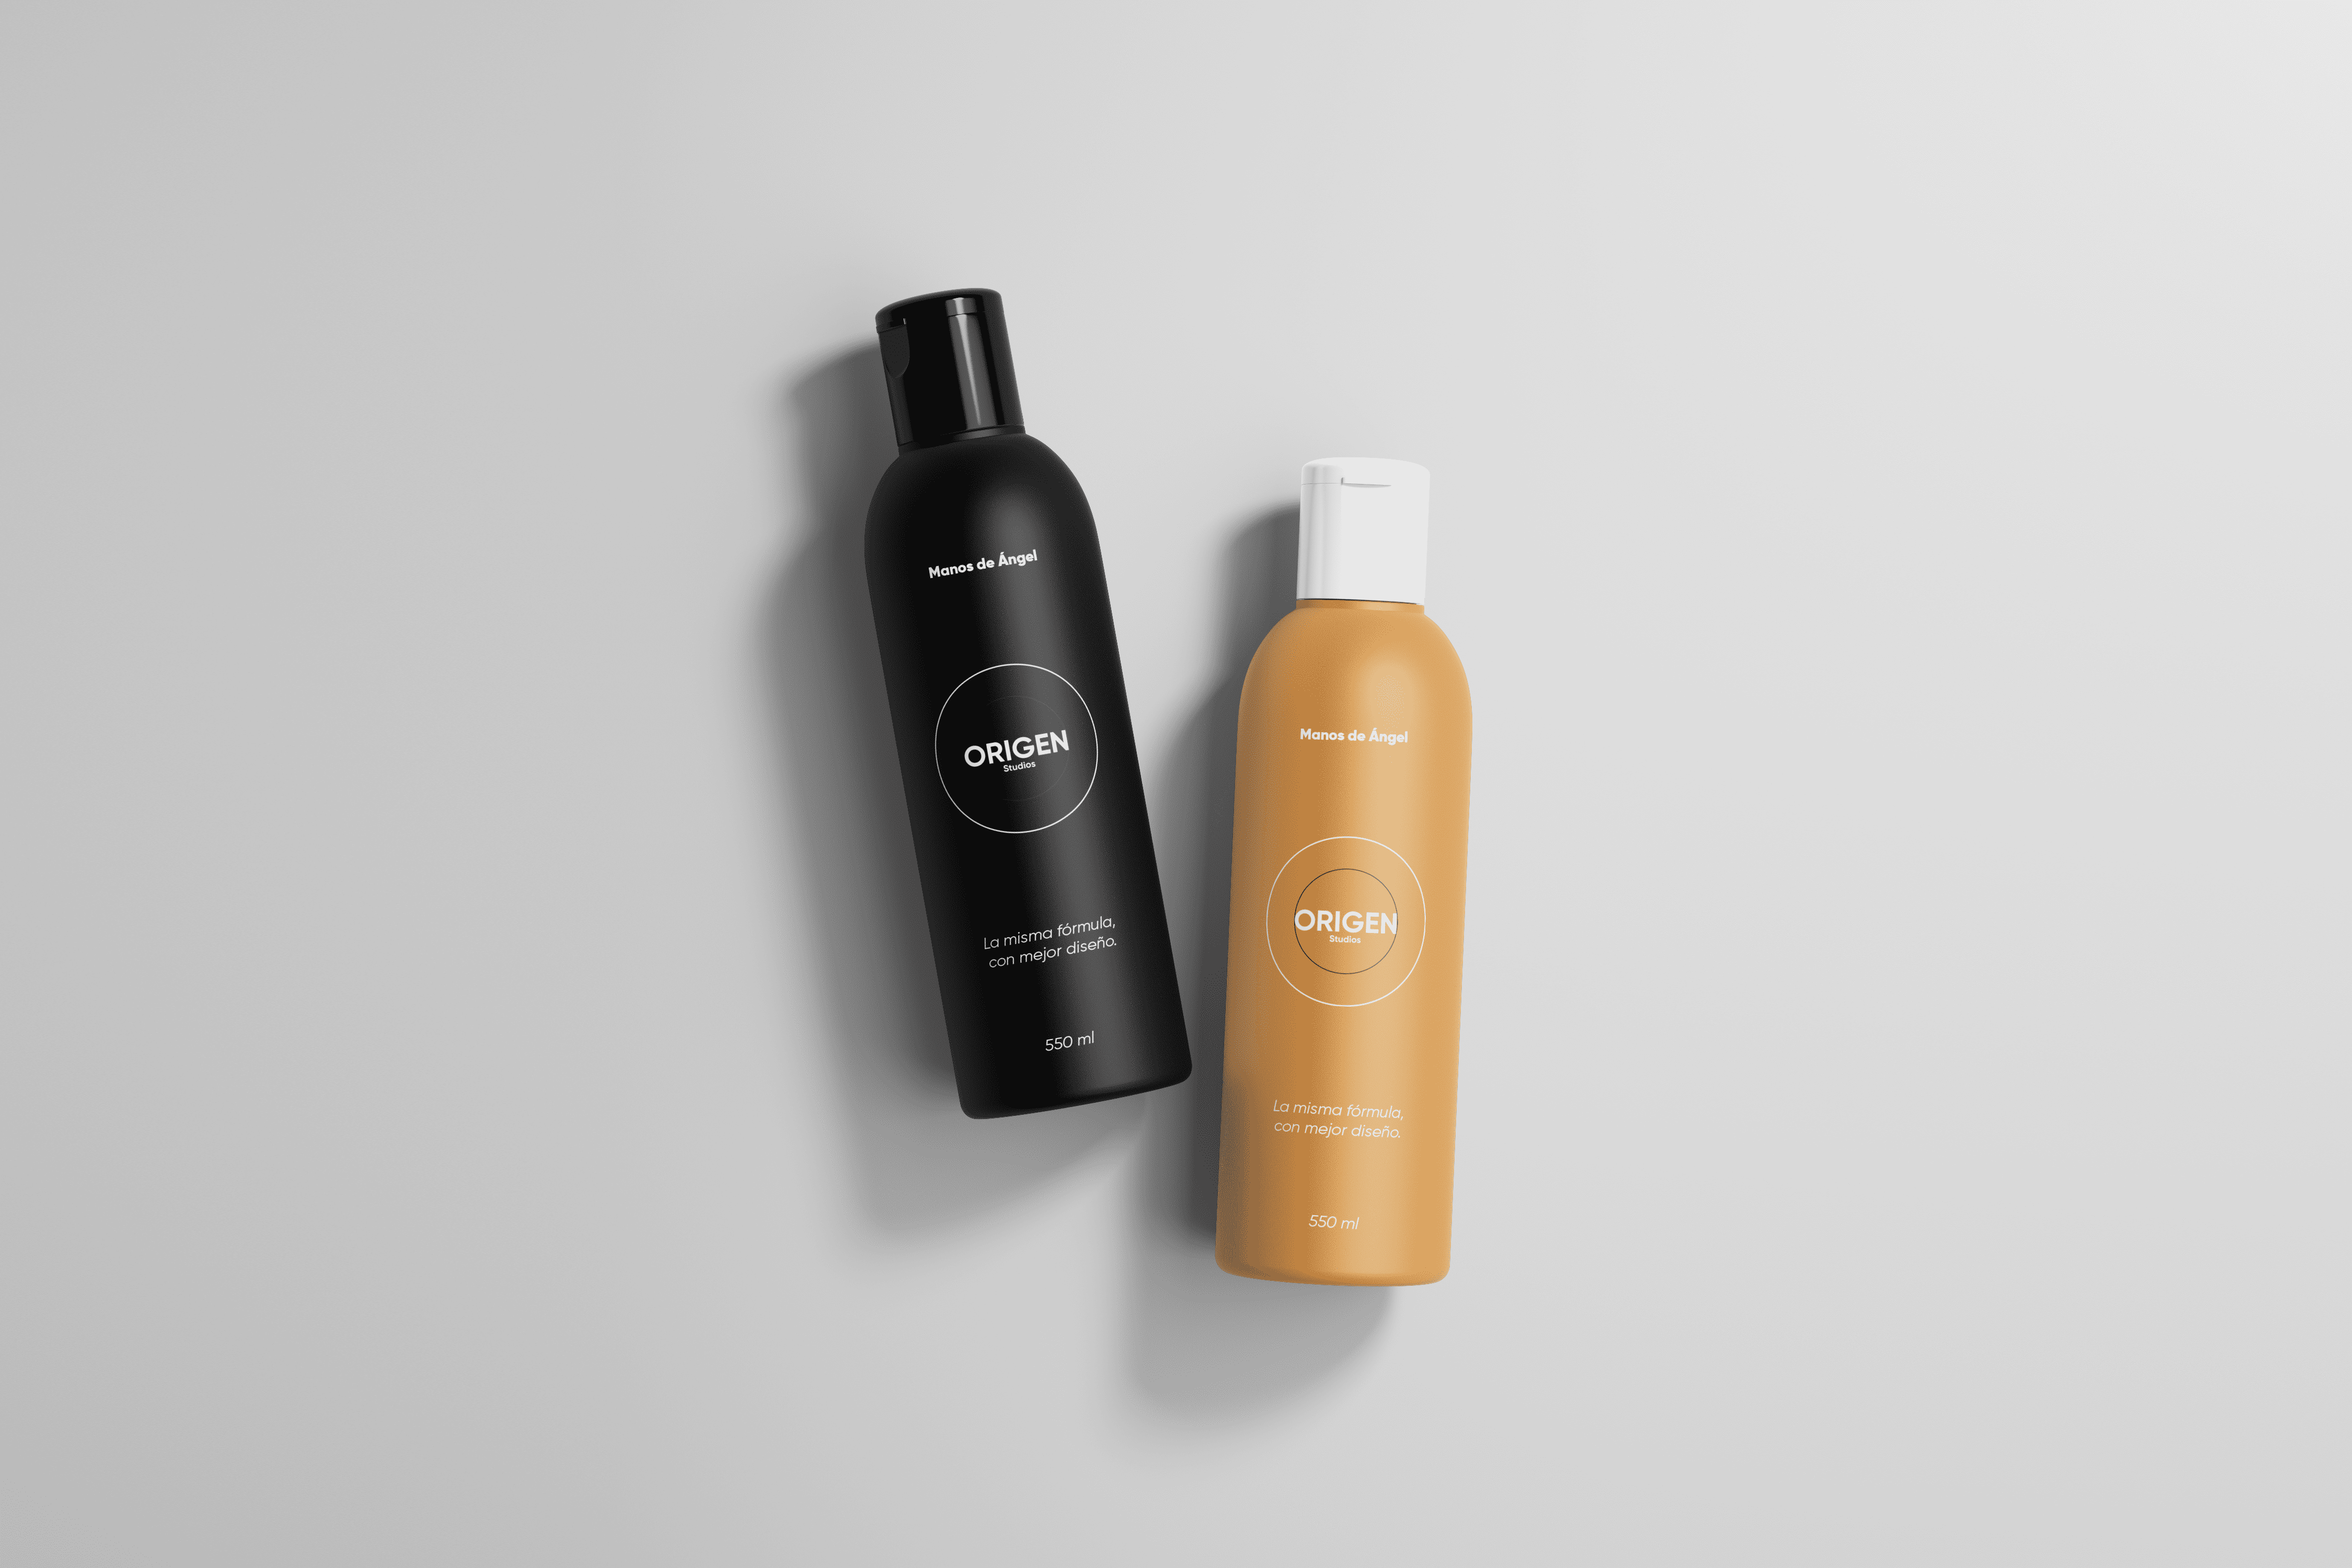 Manos de Ángel
ORIGEN
Studios
La misma fórmula,
con mejor diseño.
550 ml
Manos de Ángel
ORIGEN
Studios
La misma fórmula,
con mejor diseño.
550 ml